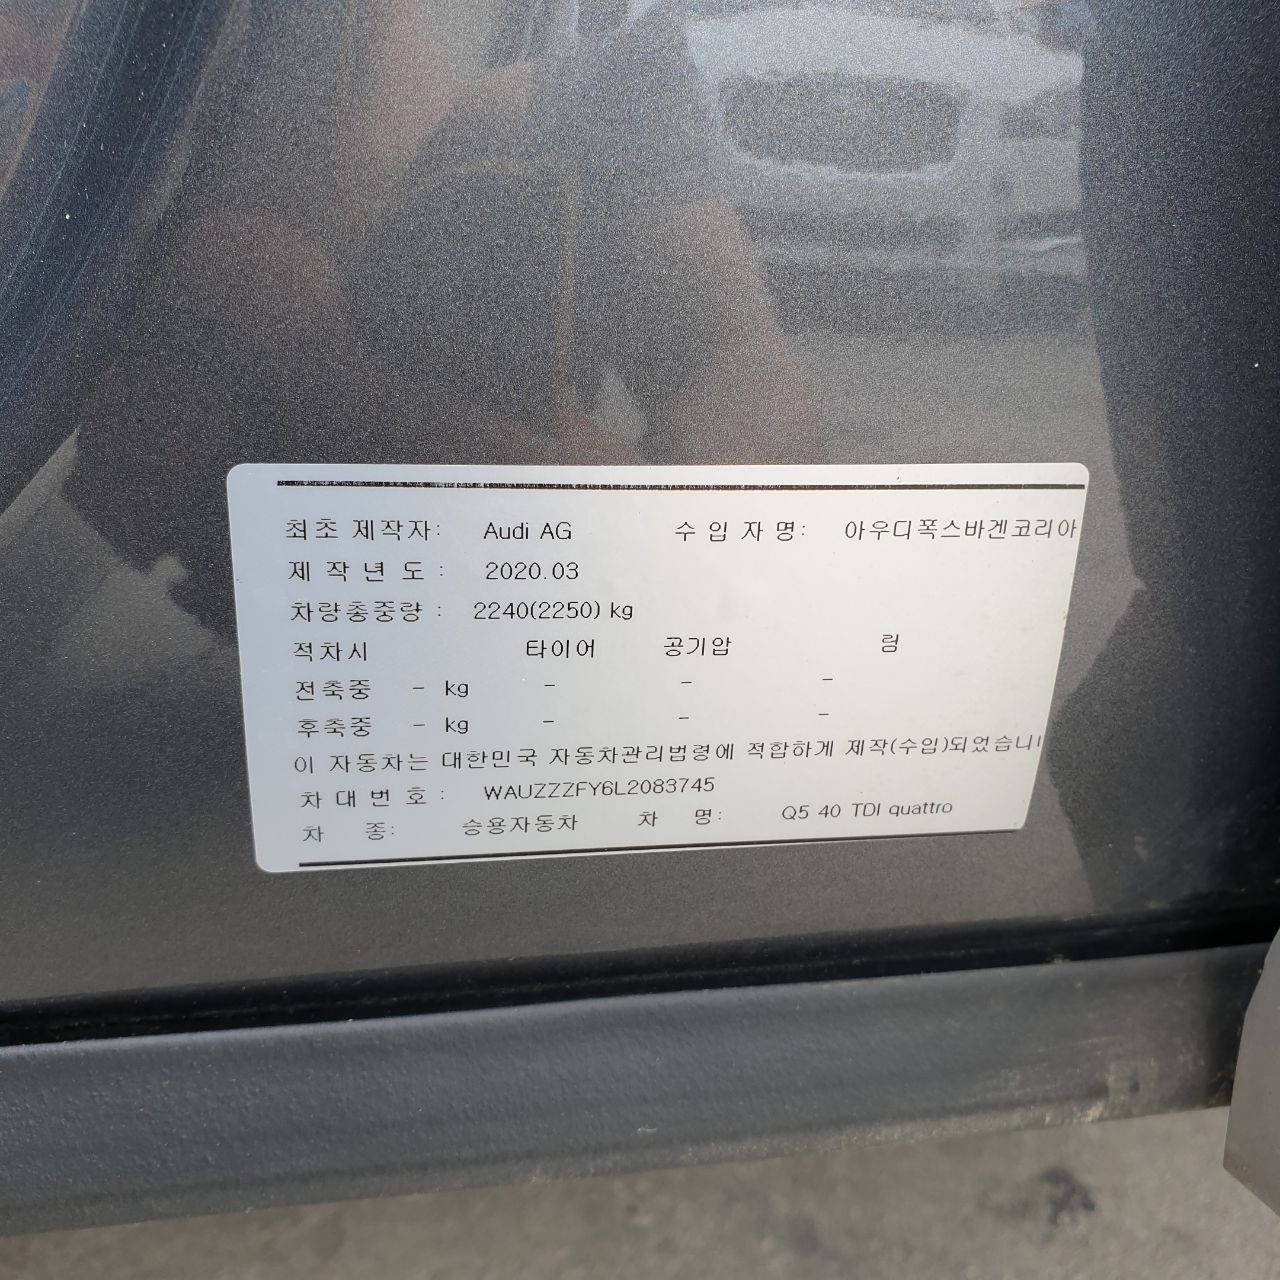 최초 제작자: Audi AG 수 입 자 명: 아우디폭스바겐코리아
제 작 년 도 : 2020.03
차량총중량 : 2240(2250) kg
적차시 타이어 공기압 림
전축중 - kg - - -
후축중 - kg - - -
이 자동차는 대한민국 자동차관리법령에 적합하게 제작(수입)되었습니
차 대 번 호 : WAUZZZFY6L2083745
차 종: 승용자동차 차 명: Q5 40 TDI quattro